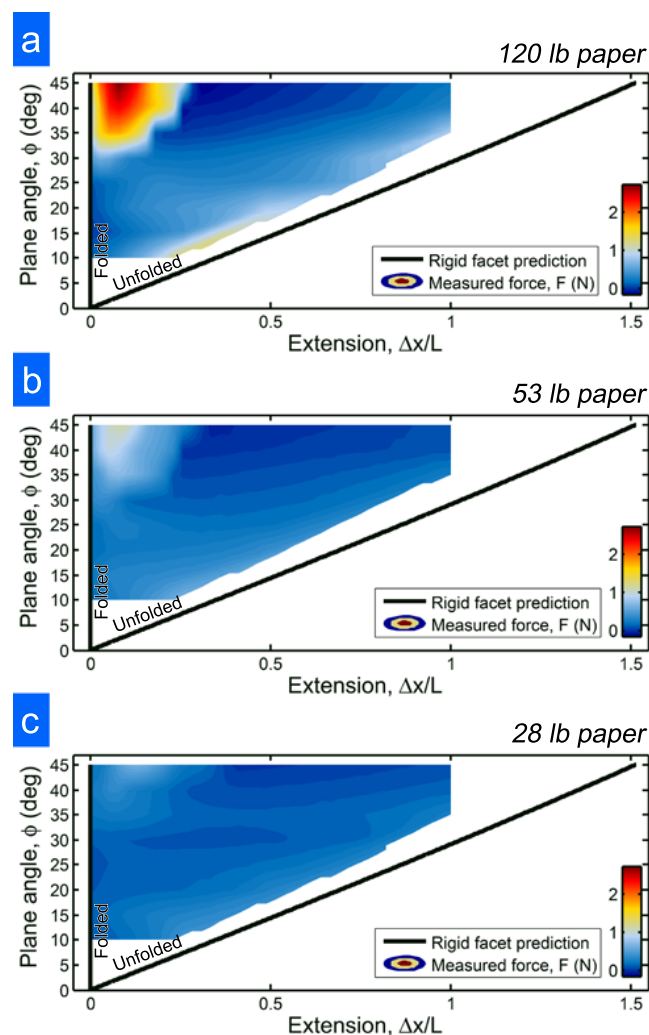 a
120 lb paper
Plane angle, ϕ (deg)
45
40
35
30
25
20
15
10
5
0
Folded
Unfolded
Rigid facet prediction
Measured force, F (N)
2
1
0
0
0.5
1
1.5
Extension, Δx/L
b
53 lb paper
Plane angle, ϕ (deg)
45
40
35
30
25
20
15
10
5
0
Folded
Unfolded
Rigid facet prediction
Measured force, F (N)
2
1
0
0
0.5
1
1.5
Extension, Δx/L
c
28 lb paper
Plane angle, ϕ (deg)
45
40
35
30
25
20
15
10
5
0
Folded
Unfolded
Rigid facet prediction
Measured force, F (N)
2
1
0
0
0.5
1
1.5
Extension, Δx/L